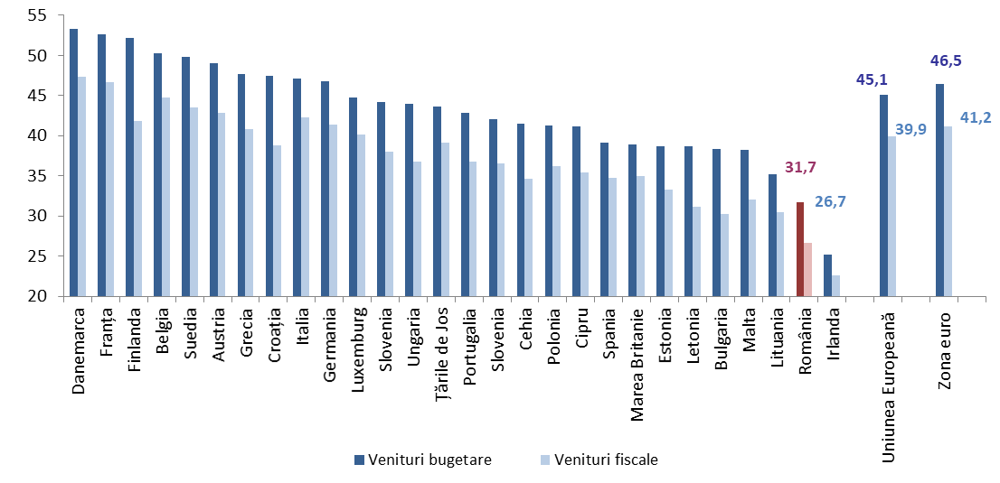 55
50
45
40
35
30
25
20
31,7
26,7
45,1
39,9
46,5
41,2
Danemarca
Franța
Finlanda
Belgia
Suedia
Austria
Grecia
Croația
Italia
Germania
Luxemburg
Slovenia
Ungaria
Țările de Jos
Portugalia
Slovenia
Cehia
Polonia
Cipru
Spania
Marea Britanie
Estonia
Letonia
Bulgaria
Malta
Lituania
România
Irlanda
Uniunea Europeană
Zona euro
Venituri bugetare
Venituri fiscale